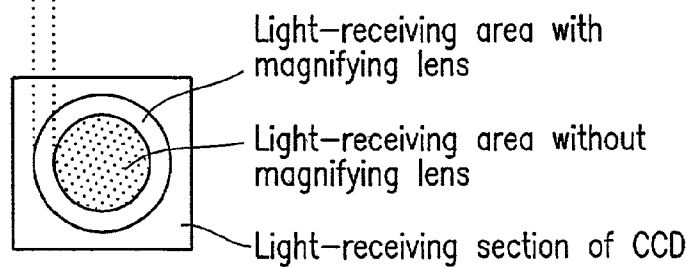 Light-receiving area with
magnifying lens
Light-receiving area without
magnifying lens
Light-receiving section of CCD